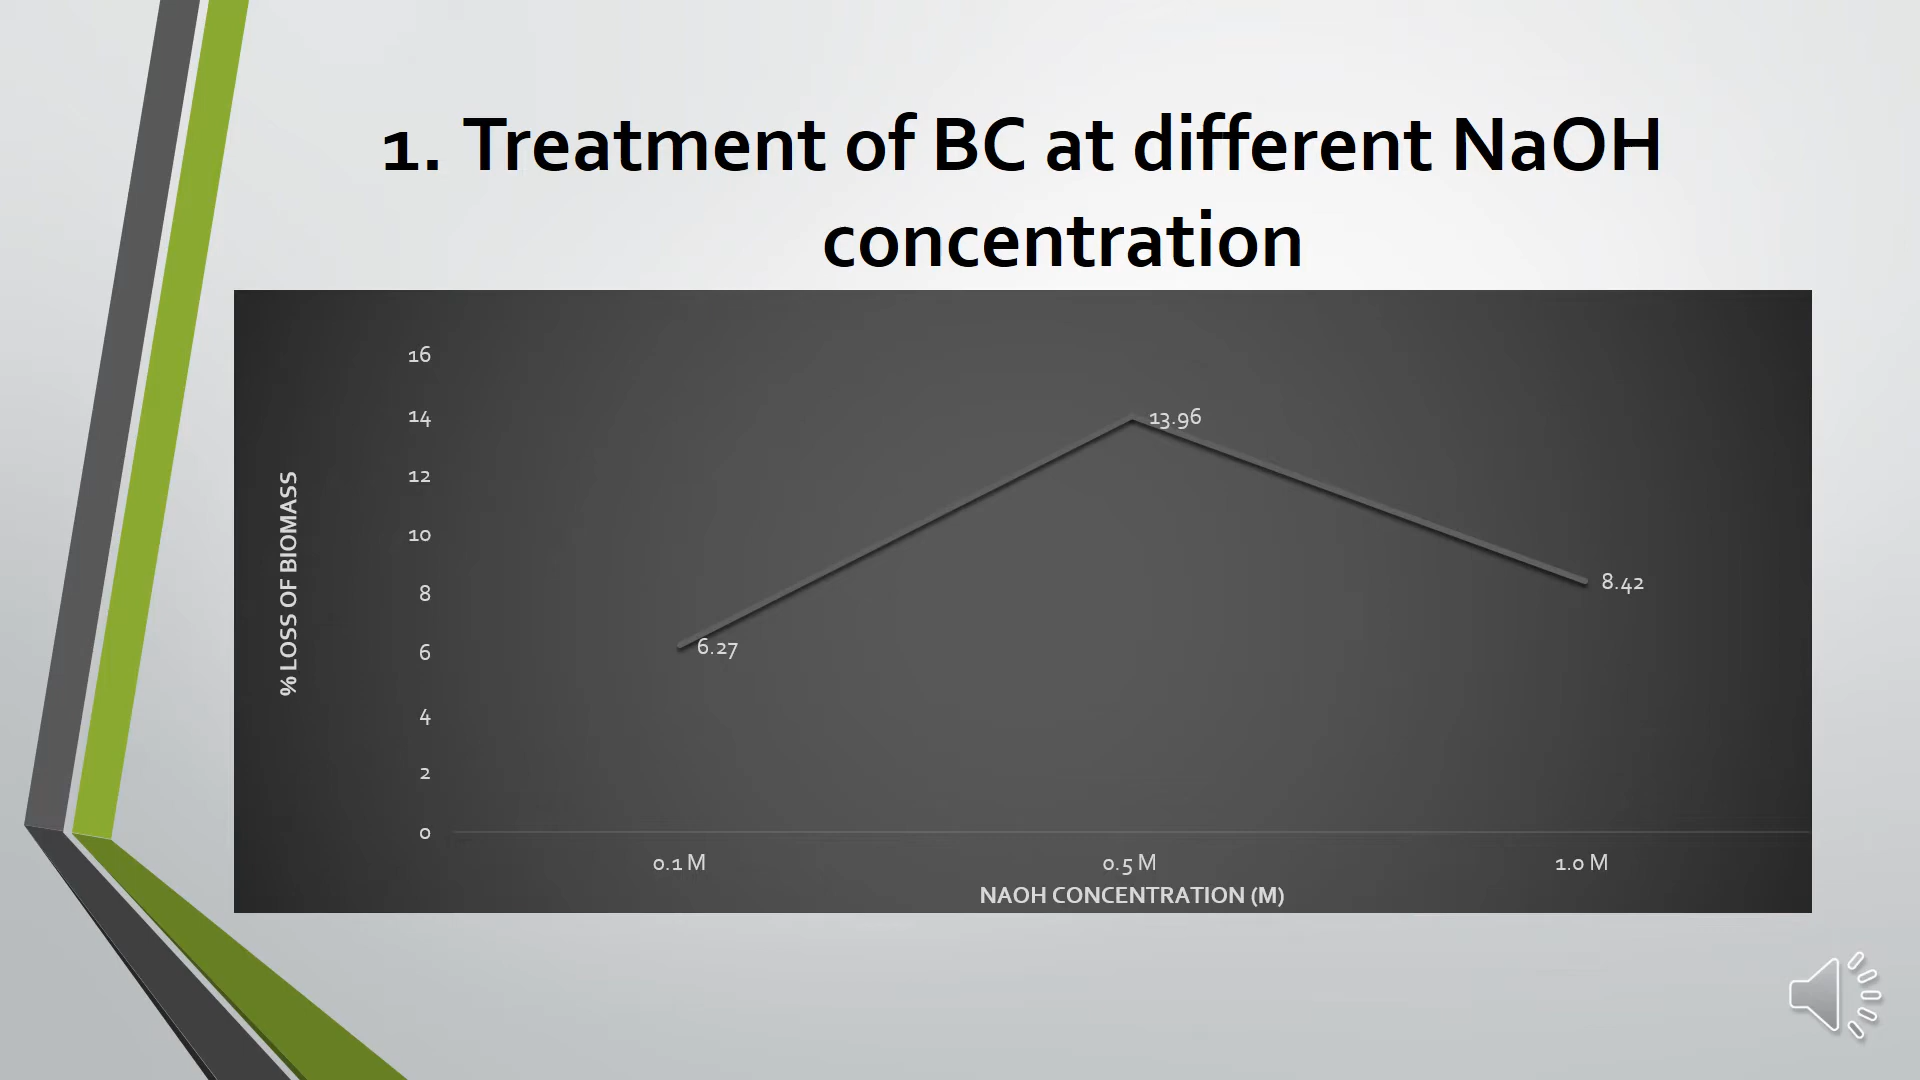 1. Treatment of BC at different NaOH
concentration
16
14
12
10
8
6
4
2
0
% LOSS OF BIOMASS
6.27
13.96
8.42
0.1 M
0.5 M
1.0 M
NAOH CONCENTRATION (M)